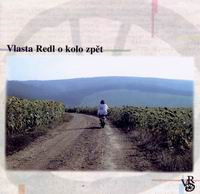 Vlasta Redl o kolo zpět